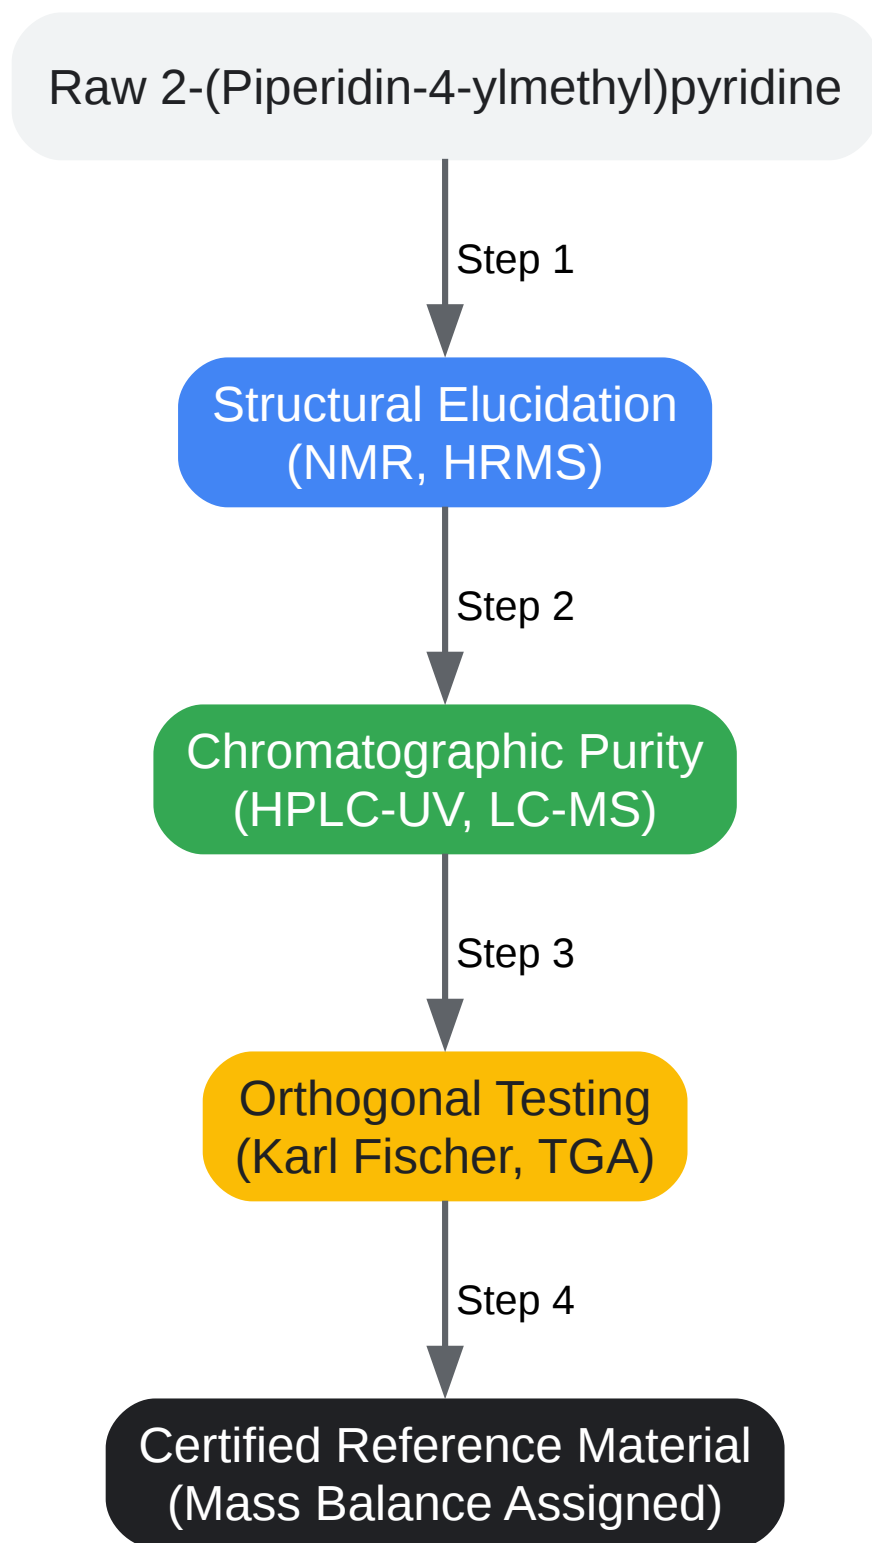 Raw 2-(Piperidin-4-ylmethyl)pyridine
Step 1
Structural Elucidation
(NMR, HRMS)
Step 2
Chromatographic Purity
(HPLC-UV, LC-MS)
Step 3
Orthogonal Testing
(Karl Fischer, TGA)
Step 4
Certified Reference Material
(Mass Balance Assigned)